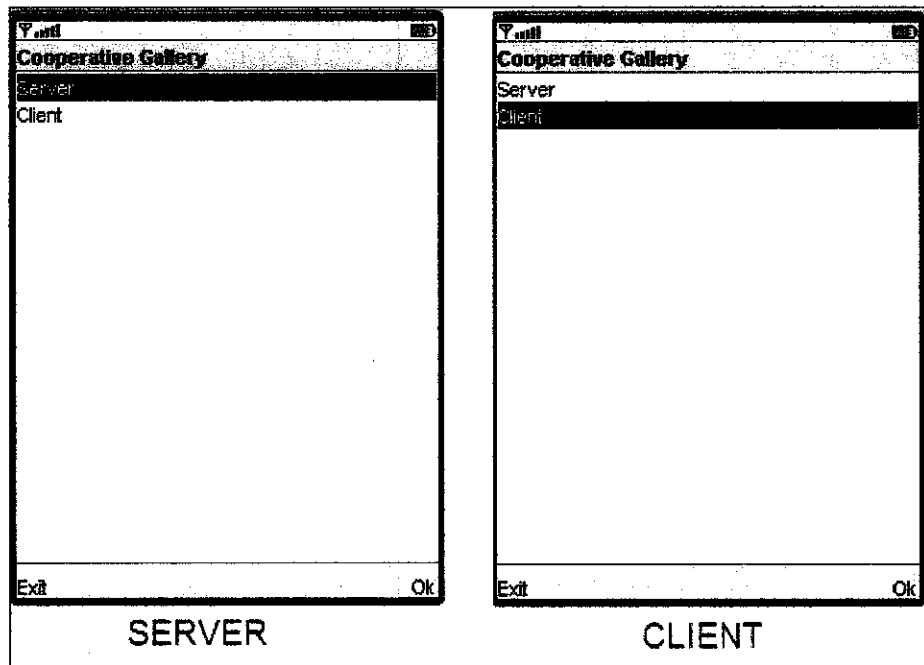 Cooperative Gallery
Server
Client
Exit Ok
SERVER
Cooperative Gallery
Server
Client
Exit Ok
CLIENT